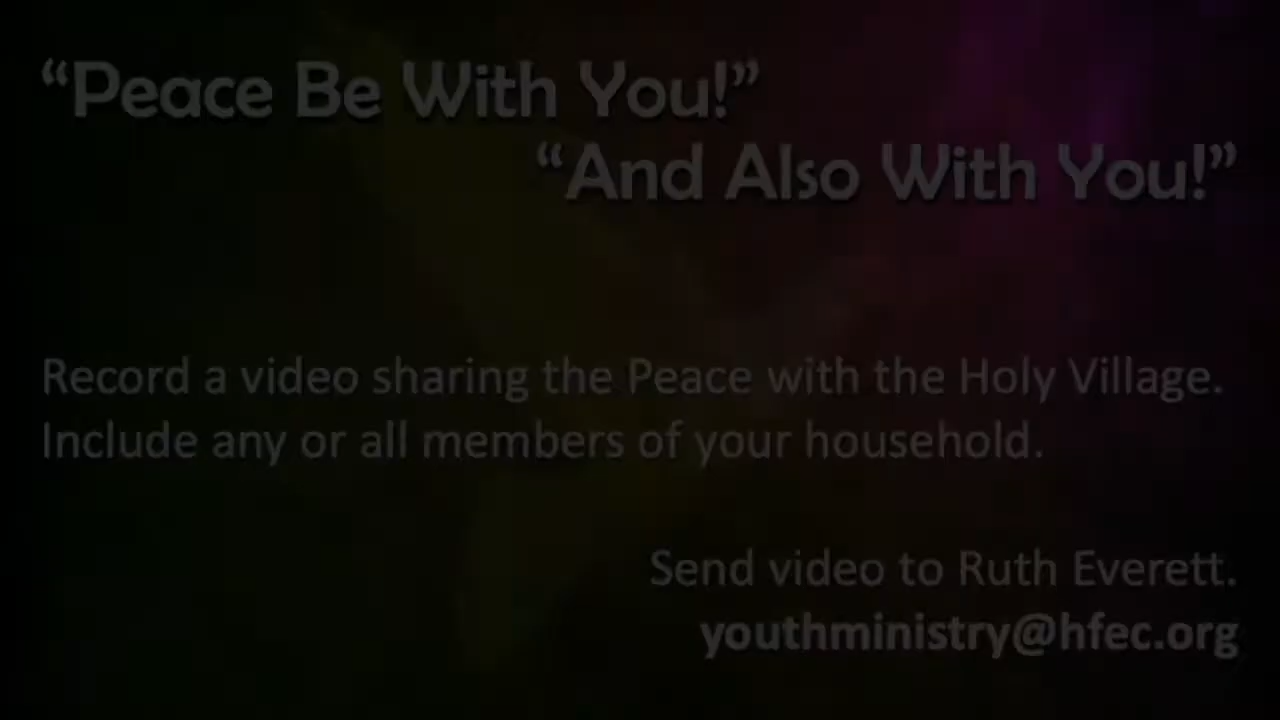 “Peace Be With You!”
“And Also With You!”
Record a video sharing the Peace with the Holy Village.
Include any or all members of your household.
Send video to Ruth Everett.
youthministry@hfec.org